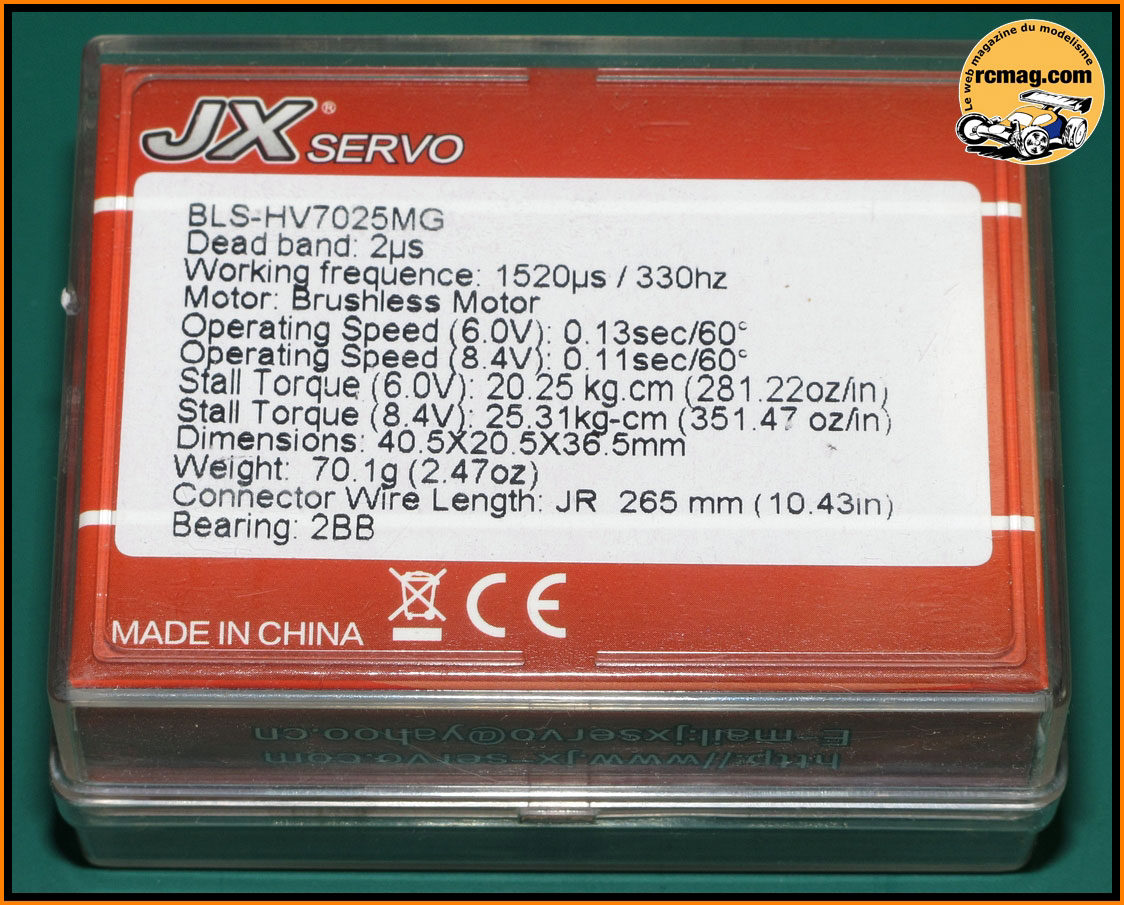 Le web magazine du modelisme
rcmag.com
JX® SERVO
BLS-HV7025MG
Dead band: 2µs
Working frequence: 1520µs / 330hz
Motor: Brushless Motor
Operating Speed (6.0V): 0.13sec/60°
Operating Speed (8.4V): 0.11sec/60°
Stall Torque (6.0V): 20.25 kg.cm (281.22oz/in)
Stall Torque (8.4V): 25.31kg-cm (351.47 oz/in)
Dimensions: 40.5X20.5X36.5mm
Weight: 70.1g (2.47oz)
Connector Wire Length: JR 265 mm (10.43in)
Bearing: 2BB
MADE IN CHINA
CE
E-mail:jxservo@yahoo.cn
http://www.jx-servo.com